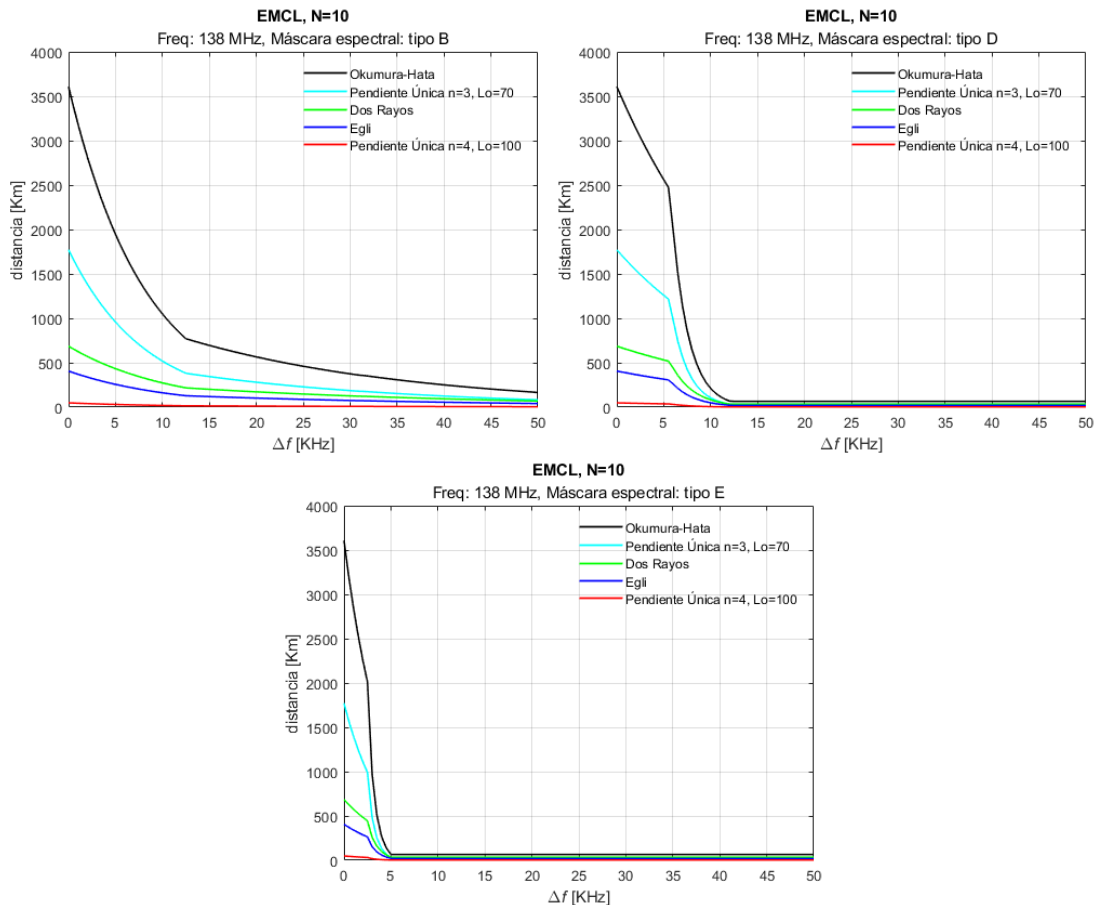 EMCL, N=10
Freq: 138 MHz, Máscara espectral: tipo B
4000
3500
3000
2500
2000
1500
1000
500
0
distancia [Km]
Okumura-Hata
Pendiente Única n=3, Lo=70
Dos Rayos
Egli
Pendiente Única n=4, Lo=100
0 5 10 15 20 25 30 35 40 45 50
Δf [KHz]
EMCL, N=10
Freq: 138 MHz, Máscara espectral: tipo D
4000
3500
3000
2500
2000
1500
1000
500
0
distancia [Km]
Okumura-Hata
Pendiente Única n=3, Lo=70
Dos Rayos
Egli
Pendiente Única n=4, Lo=100
0 5 10 15 20 25 30 35 40 45 50
Δf [KHz]
EMCL, N=10
Freq: 138 MHz, Máscara espectral: tipo E
4000
3500
3000
2500
2000
1500
1000
500
0
distancia [Km]
Okumura-Hata
Pendiente Única n=3, Lo=70
Dos Rayos
Egli
Pendiente Única n=4, Lo=100
0 5 10 15 20 25 30 35 40 45 50
Δf [KHz]